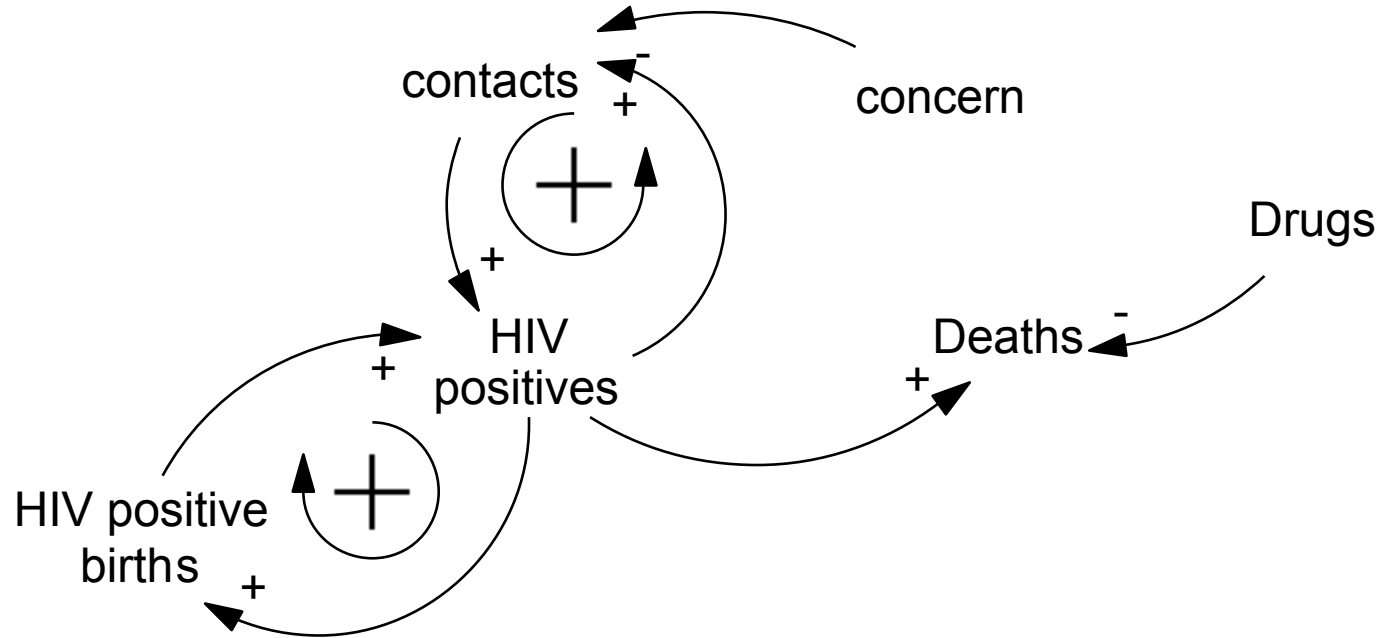 -
contacts
+
concern
+
Drugs
+
-
HIV
positives
Deaths
+
+
+
HIV positive
births
+